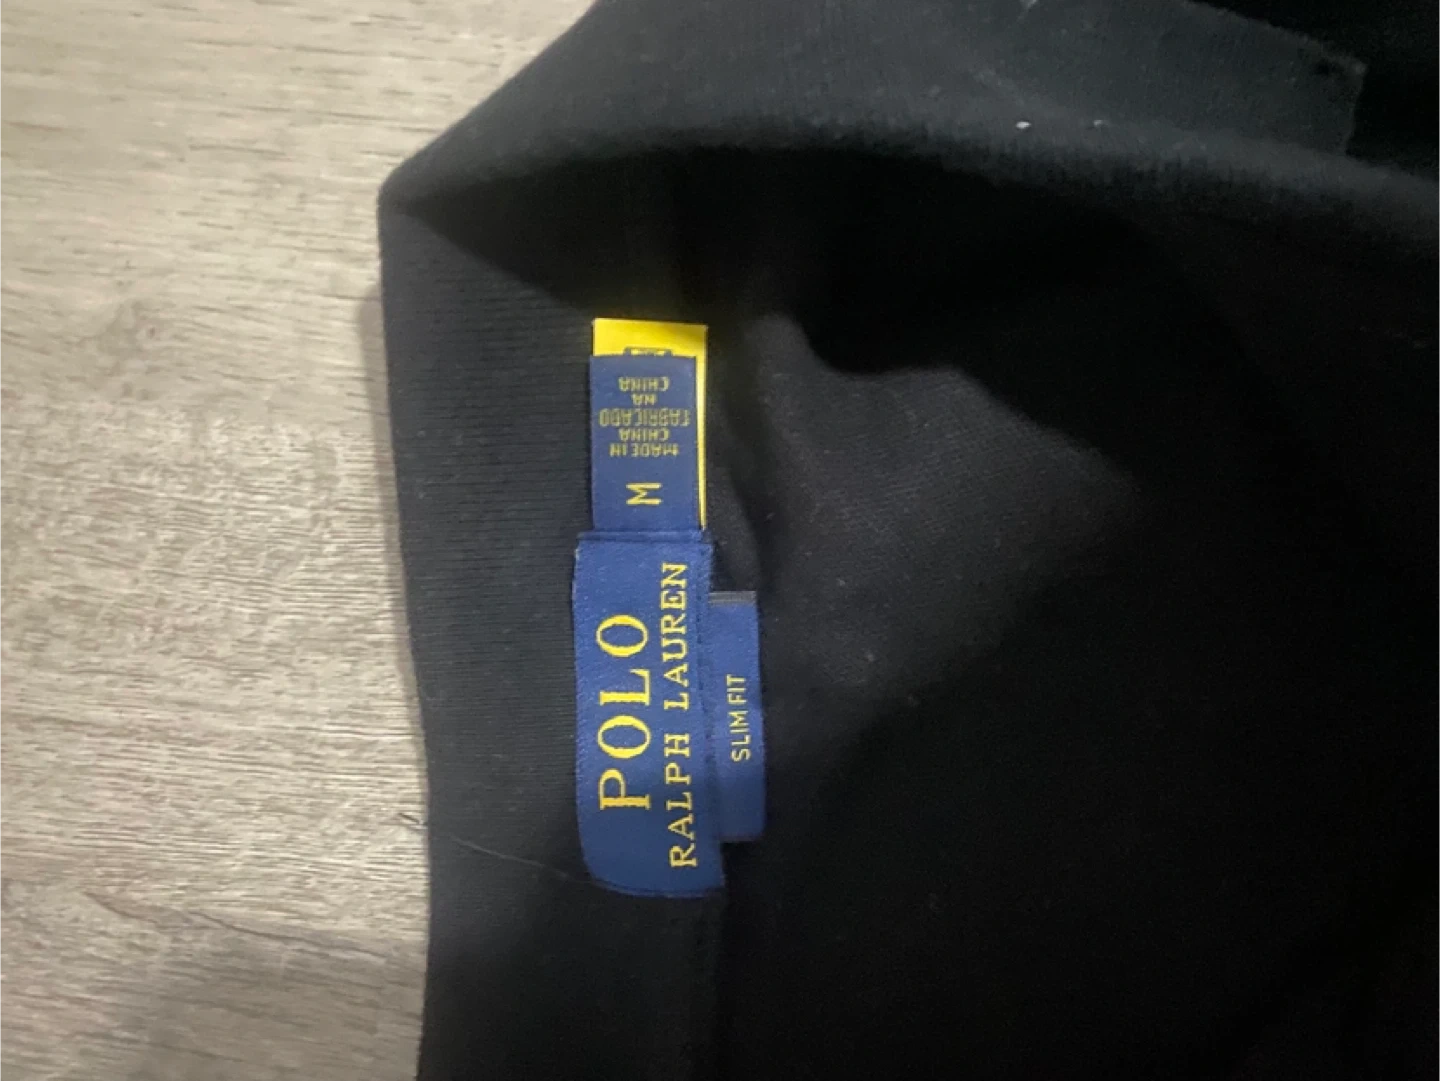 POLO
RALPH LAUREN
SLIM FIT
M
MADE IN
CHINA
FABRICADO
NA
CHINA